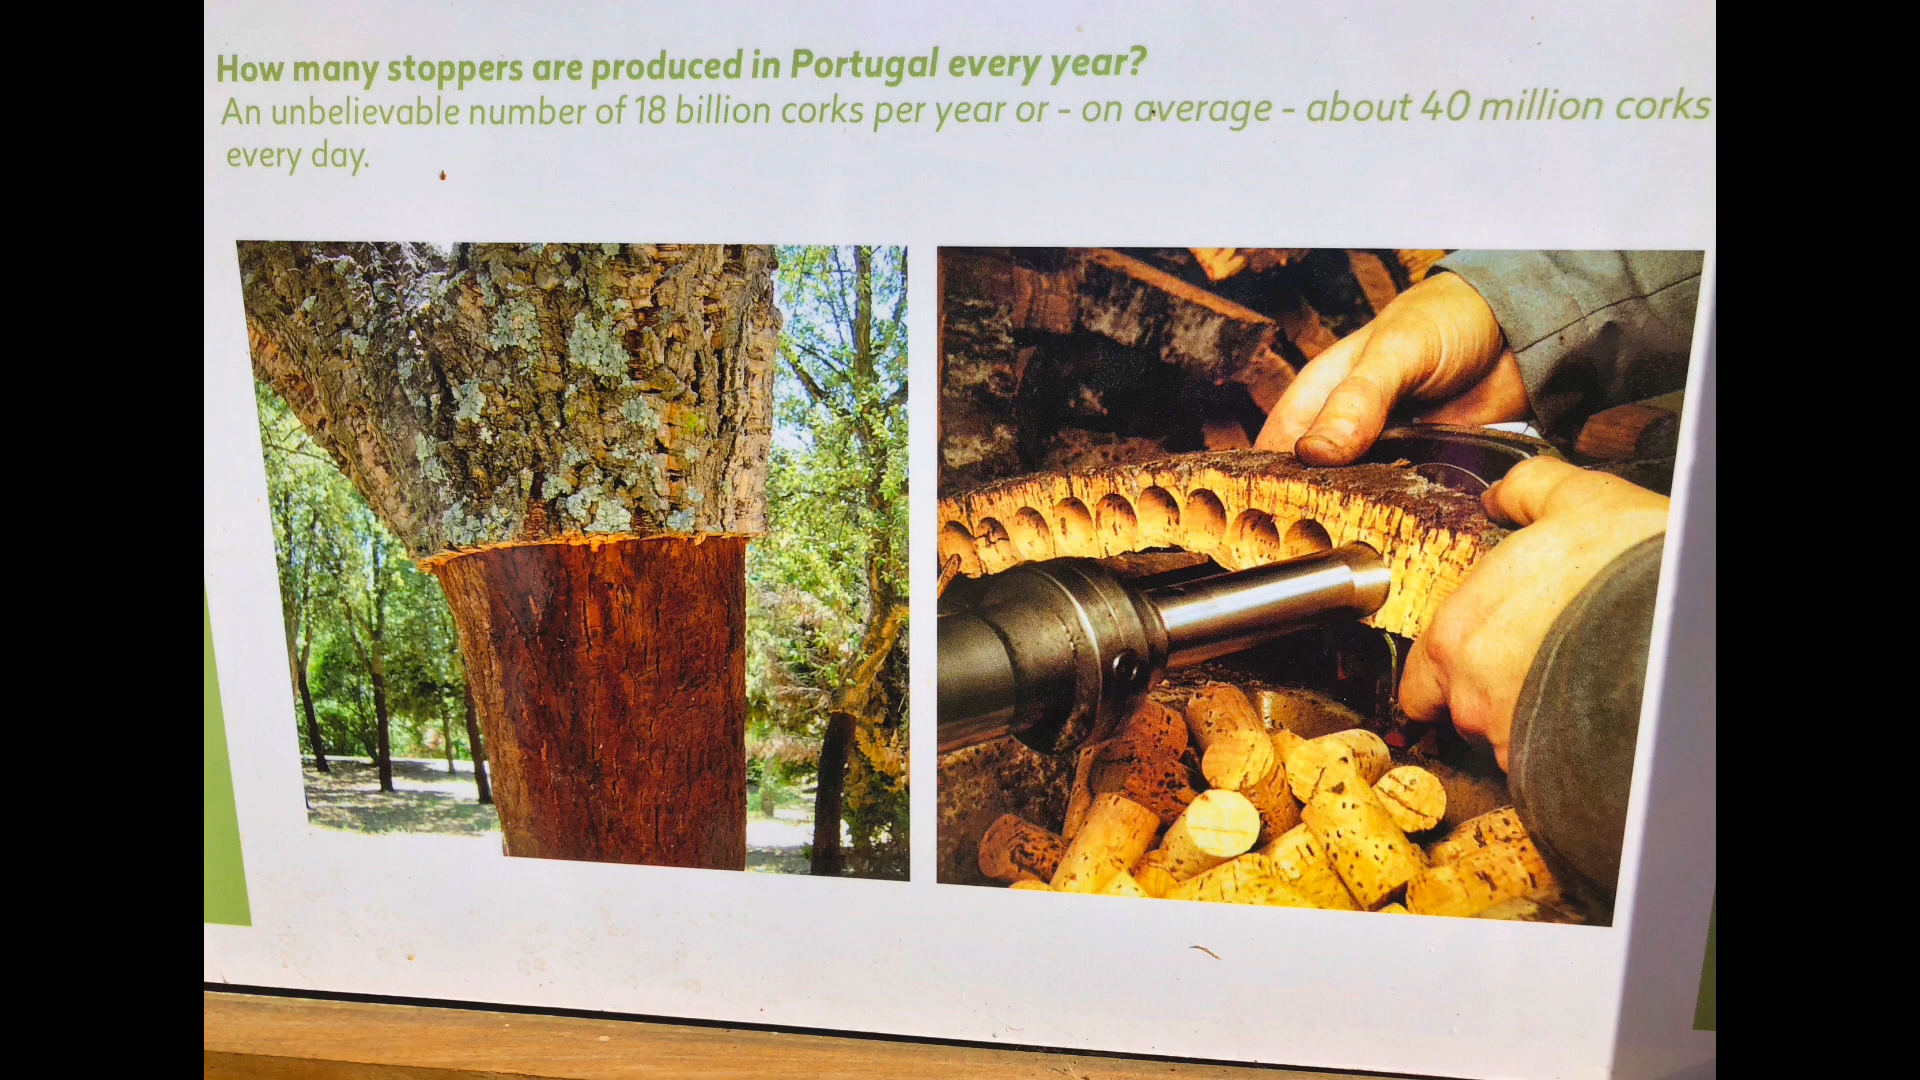 How many stoppers are produced in Portugal every year?
An unbelievable number of 18 billion corks per year or - on average - about 40 million corks
every day.